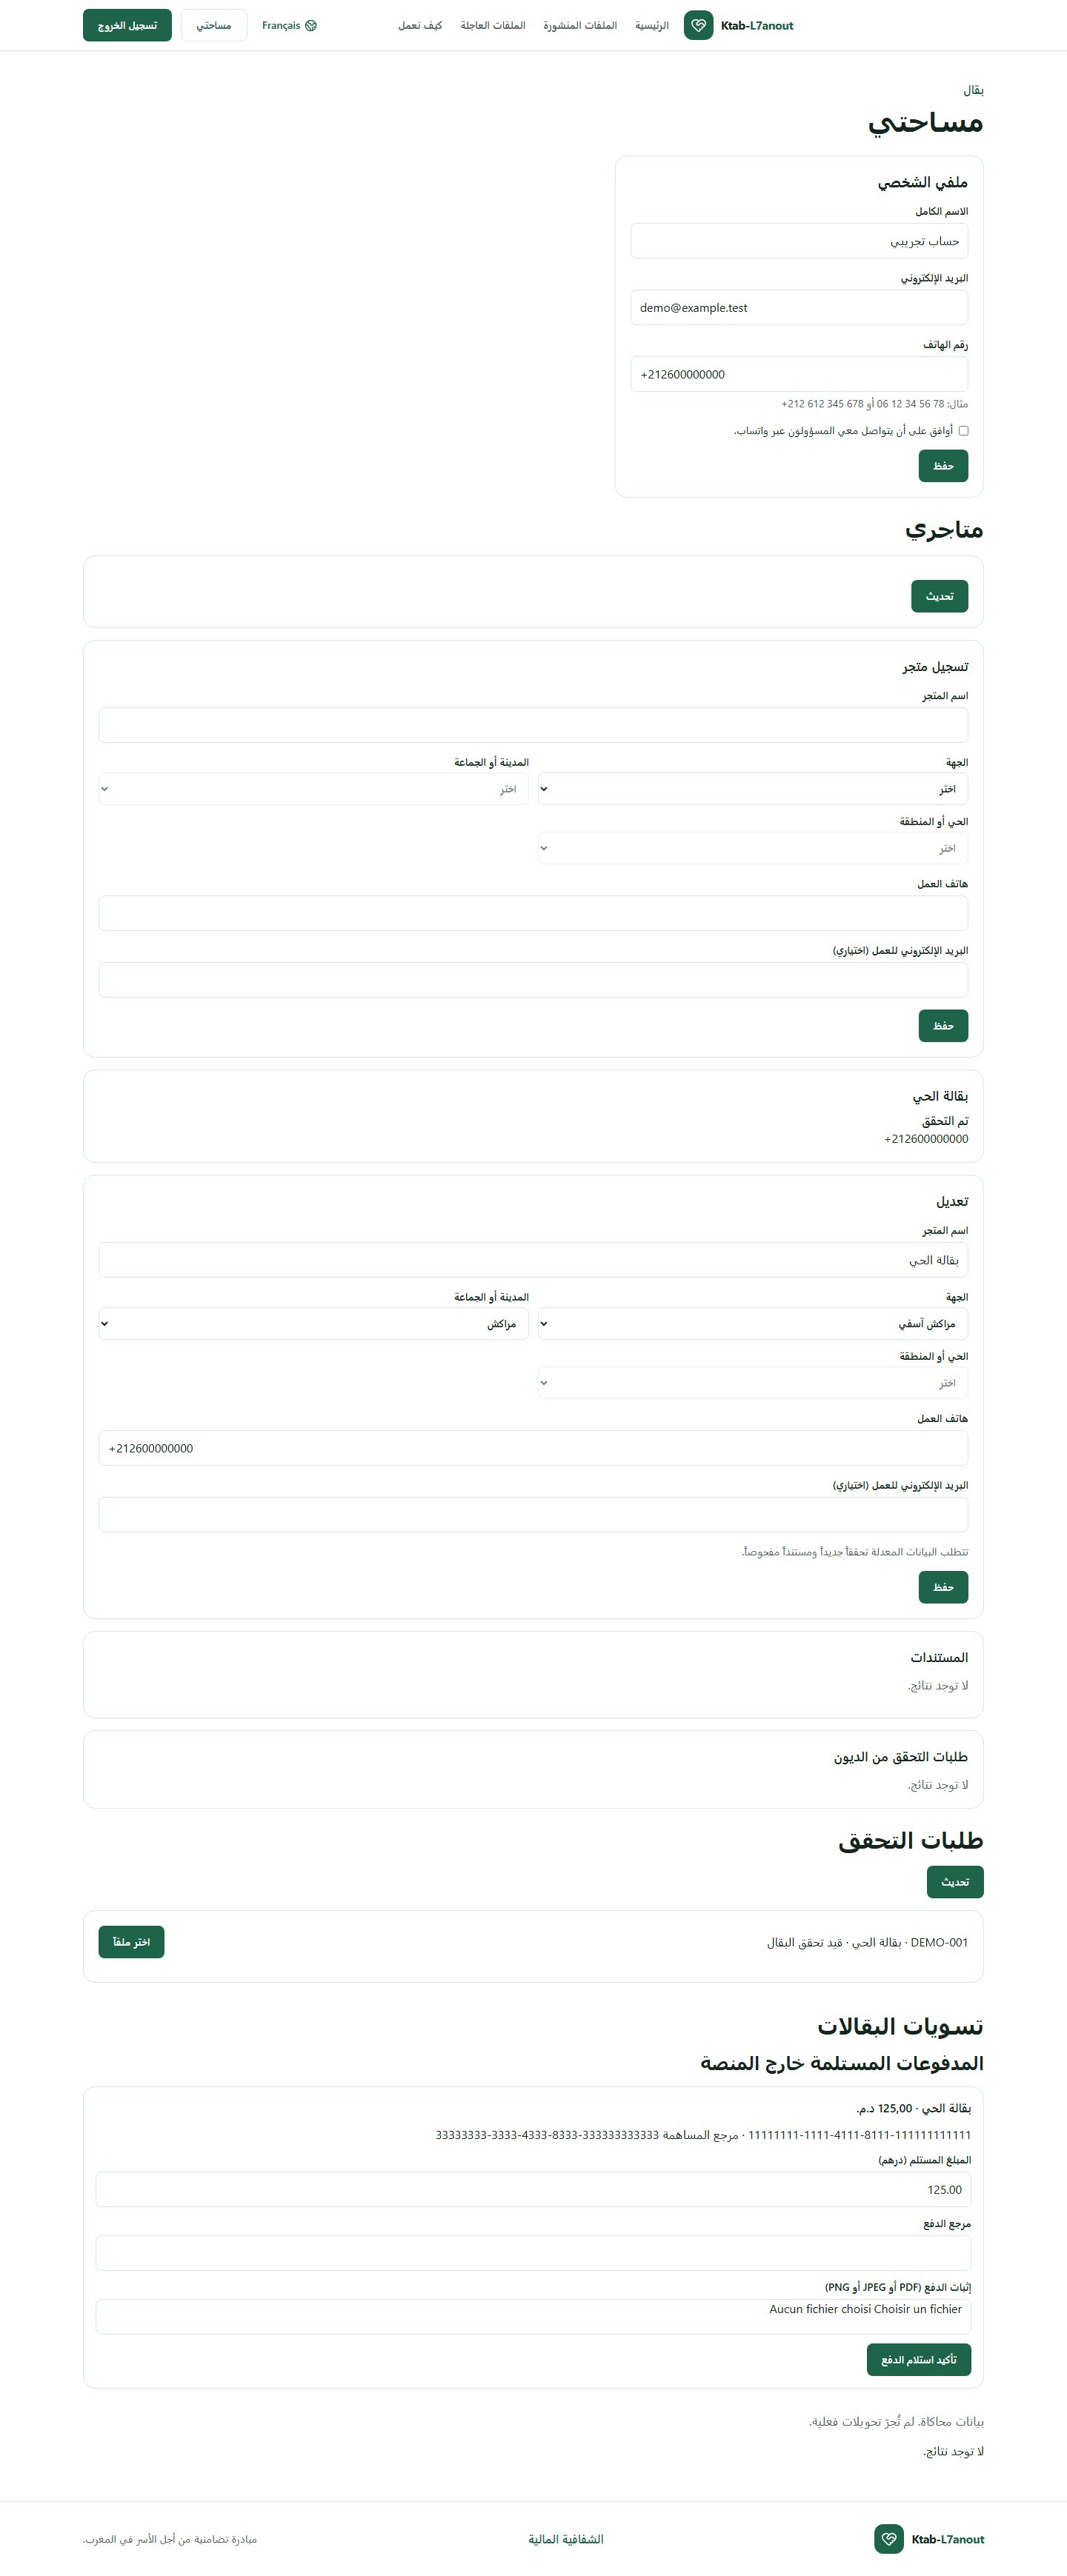 Ktab-L7anout
الرئيسية
الملفات المنشورة
الملفات العاجلة
كيف نعمل
Français
مساحتي
تسجيل الخروج
بقال
مساحتي
ملفي الشخصي
الاسم الكامل
حساب تجريبي
البريد الإلكتروني
demo@example.test
رقم الهاتف
+212600000000
مثال: 78 56 34 12 06 أو 678 345 612 212+
أوافق على أن يتواصل معي المسؤولون عبر واتساب.
حفظ
متاجري
تحديث
تسجيل متجر
اسم المتجر
الجهة
المدينة أو الجماعة
اختر
اختر
الحي أو المنطقة
اختر
هاتف العمل
البريد الإلكتروني للعمل (اختياري)
حفظ
بقالة الحي
تم التحقق
+212600000000
تعديل
اسم المتجر
بقالة الحي
الجهة
المدينة أو الجماعة
مراكش آسفي
مراكش
الحي أو المنطقة
اختر
هاتف العمل
+212600000000
البريد الإلكتروني للعمل (اختياري)
تتطلب البيانات المعدلة تحققاً جديداً ومستنداً مفحوصاً.
حفظ
المستندات
لا توجد نتائج.
طلبات التحقق من الديون
لا توجد نتائج.
طلبات التحقق
تحديث
DEMO-001 · بقالة الحي · قيد تحقق البقال
اختر ملفاً
تسويات البقالات
المدفوعات المستلمة خارج المنصة
بقالة الحي · 125,00 د.م.
11111111-1111-4111-8111-111111111111 · مرجع المساهمة 33333333-3333-4333-8333-333333333333
المبلغ المستلم (درهم)
125.00
مرجع الدفع
إثبات الدفع (PDF أو JPEG أو PNG)
Aucun fichier choisi Choisir un fichier
تأكيد استلام الدفع
بيانات محاكاة. لم تُجرَ تحويلات فعلية.
لا توجد نتائج.
Ktab-L7anout
الشفافية المالية
مبادرة تضامنية من أجل الأسر في المغرب.